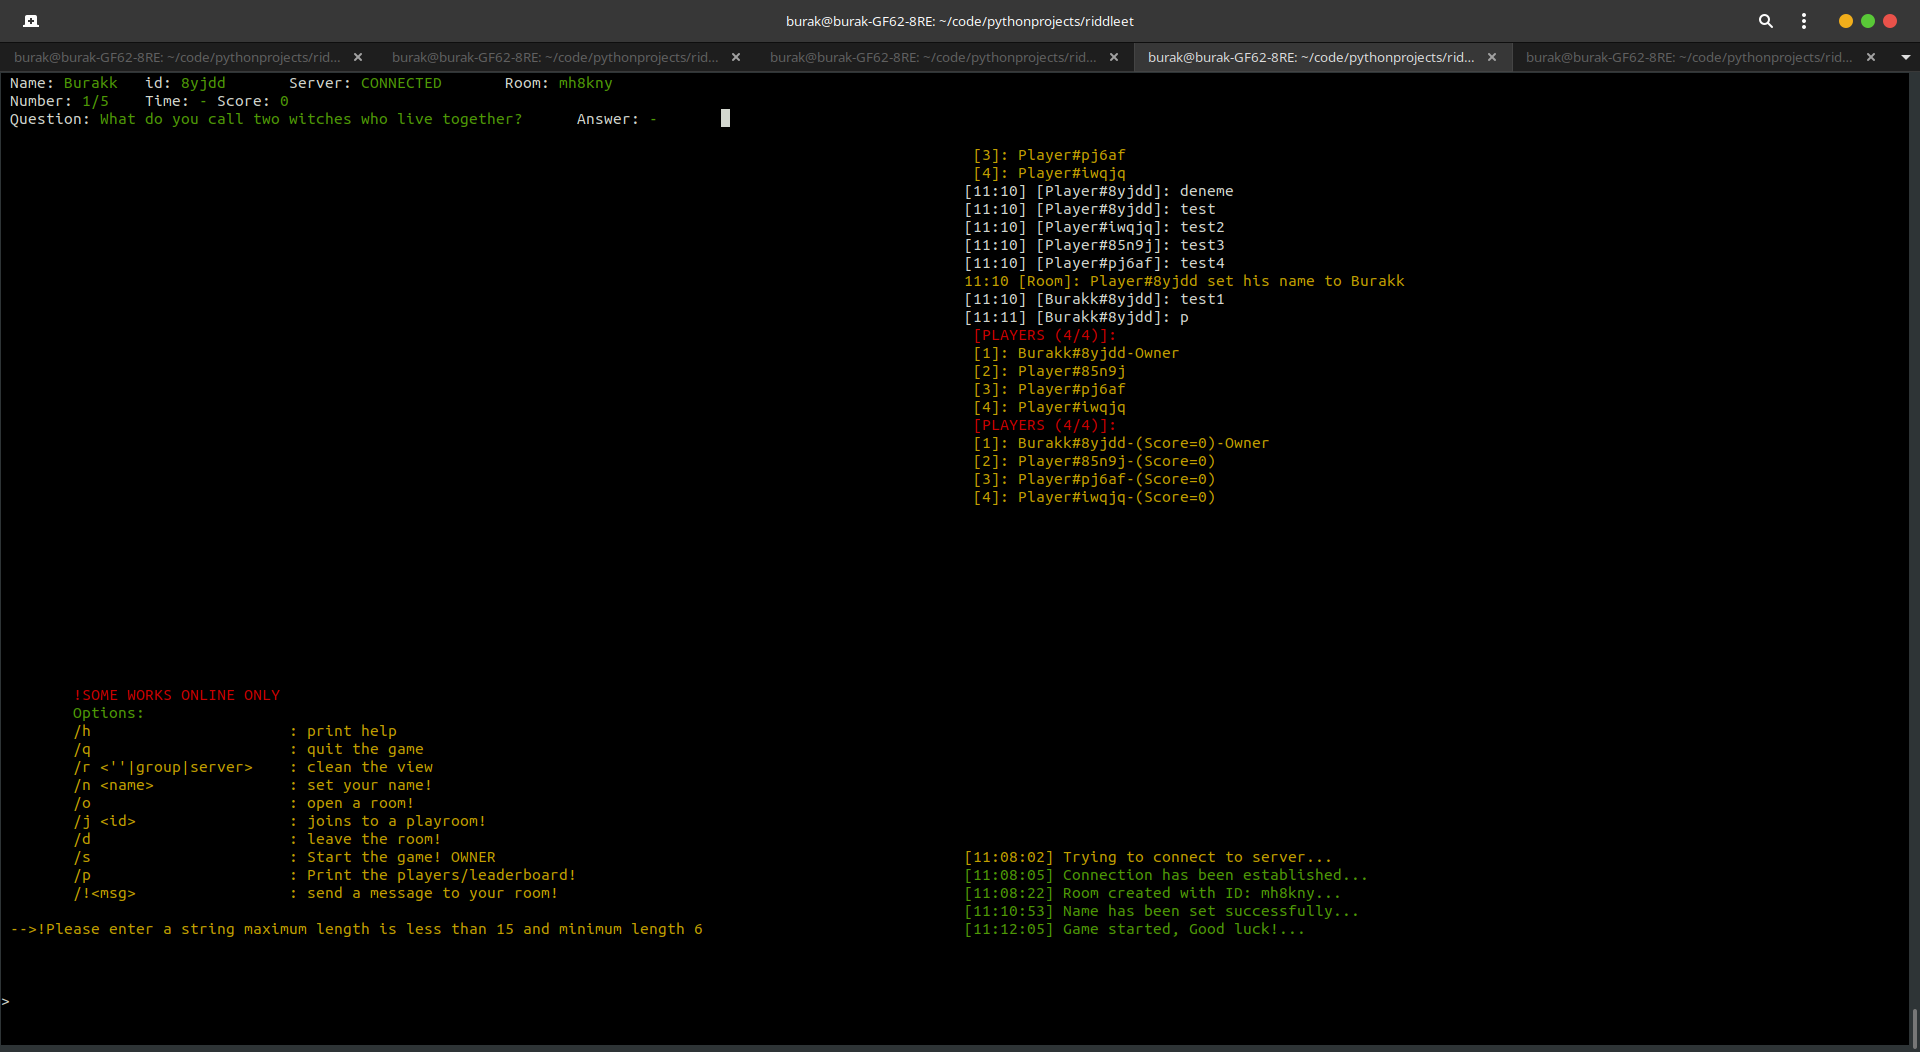 burak@burak-GF62-8RE: ~/code/pythonprojects/riddleet
burak@burak-GF62-8RE: ~/code/pythonprojects/rid... burak@burak-GF62-8RE: ~/code/pythonprojects/rid... burak@burak-GF62-8RE: ~/code/pythonprojects/rid... burak@burak-GF62-8RE: ~/code/pythonprojects/rid... burak@burak-GF62-8RE: ~/code/pythonprojects/rid...
Name: Burakk id: 8yjdd Server: CONNECTED Room: mh8kny
Number: 1/5 Time: - Score: 0
Question: What do you call two witches who live together? Answer: -
[3]: Player#pj6af
[4]: Player#iwqjq
[11:10] [Player#8yjdd]: deneme
[11:10] [Player#8yjdd]: test
[11:10] [Player#iwqjq]: test2
[11:10] [Player#85n9j]: test3
[11:10] [Player#pj6af]: test4
11:10 [Room]: Player#8yjdd set his name to Burakk
[11:10] [Burakk#8yjdd]: test1
[11:11] [Burakk#8yjdd]: p
[PLAYERS (4/4)]:
[1]: Burakk#8yjdd-Owner
[2]: Player#85n9j
[3]: Player#pj6af
[4]: Player#iwqjq
[PLAYERS (4/4)]:
[1]: Burakk#8yjdd-(Score=0)-Owner
[2]: Player#85n9j-(Score=0)
[3]: Player#pj6af-(Score=0)
[4]: Player#iwqjq-(Score=0)
!SOME WORKS ONLINE ONLY
Options:
/h : print help
/q : quit the game
/r <''|group|server> : clean the view
/n <name> : set your name!
/o : open a room!
/j <id> : joins to a playroom!
/d : leave the room!
/s : Start the game! OWNER
/p : Print the players/leaderboard!
/!<msg> : send a message to your room!
-->!Please enter a string maximum length is less than 15 and minimum length 6
[11:08:02] Trying to connect to server...
[11:08:05] Connection has been established...
[11:08:22] Room created with ID: mh8kny...
[11:10:53] Name has been set successfully...
[11:12:05] Game started, Good luck!...
>